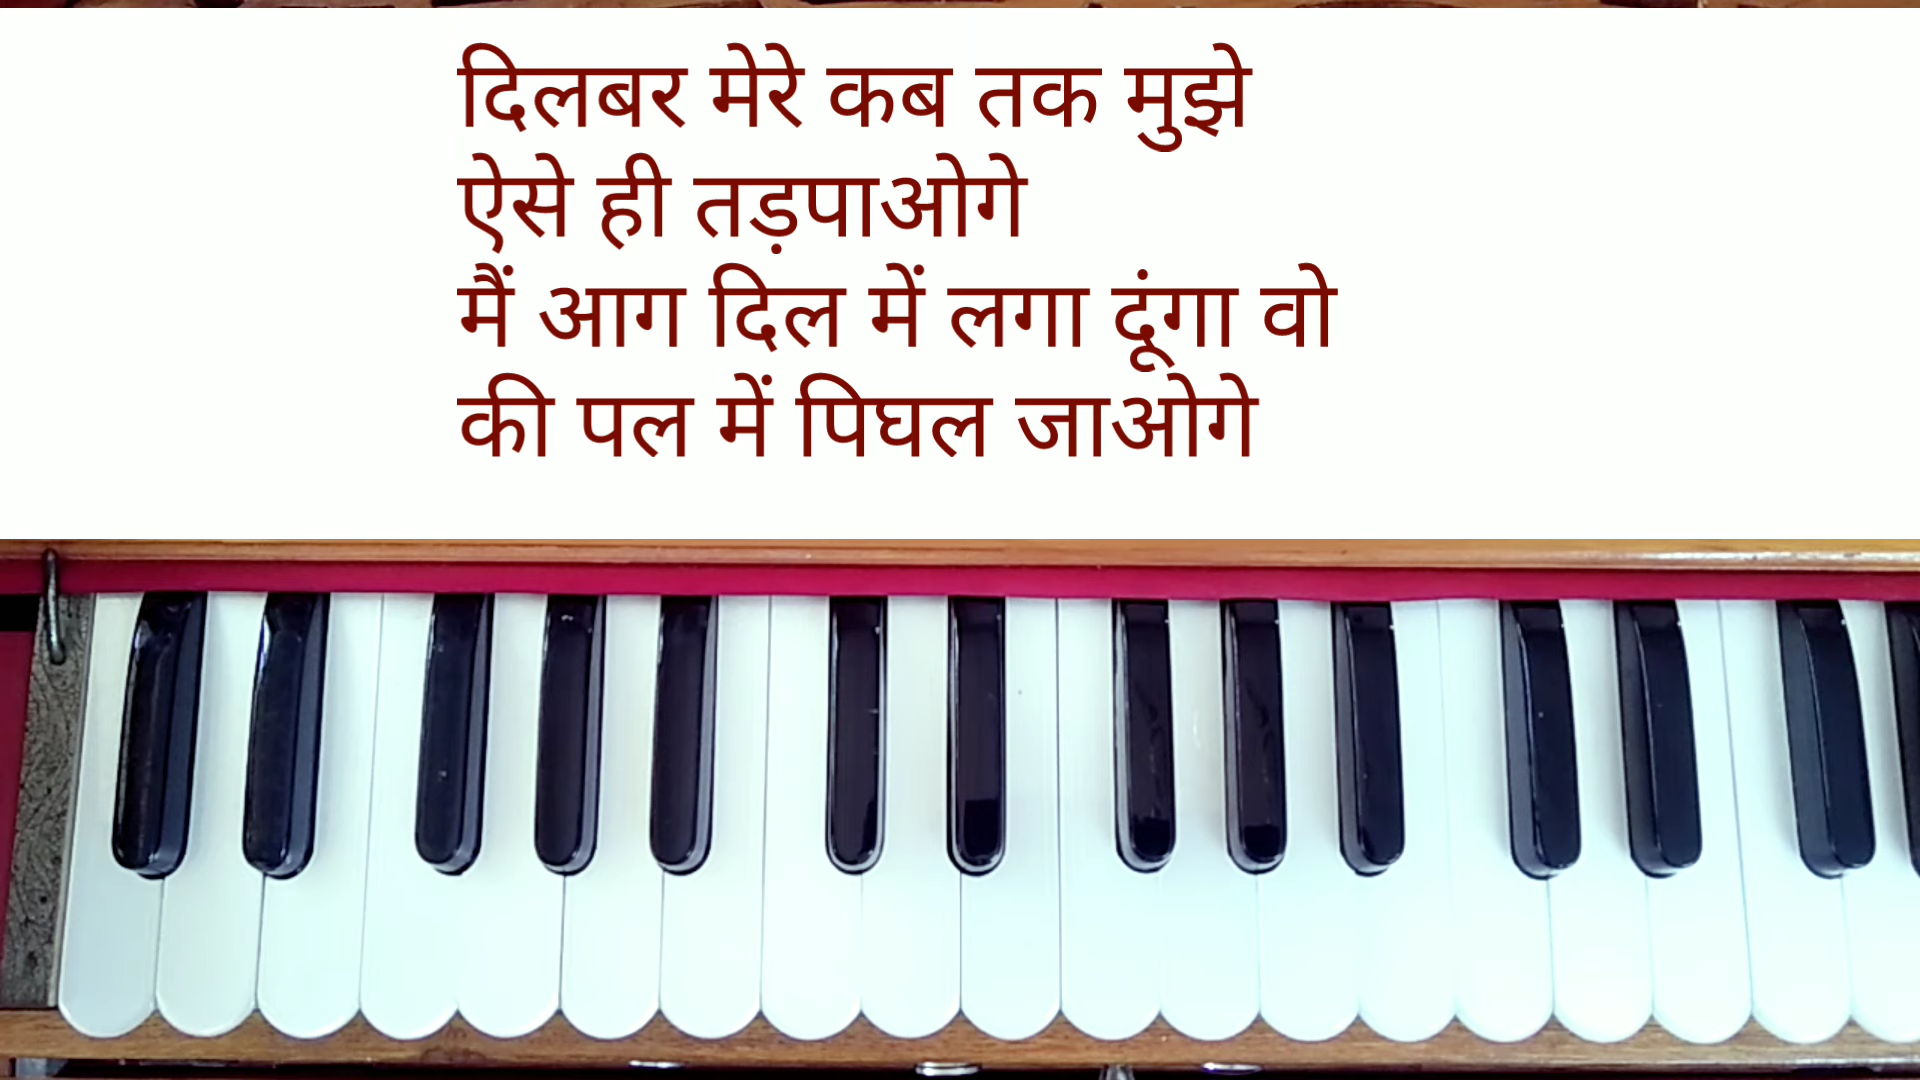 दिलबर मेरे कब तक मुझे
ऐसे ही तड़पाओगे
मैं आग दिल में लगा दूंगा वो
की पल में पिघल जाओगे